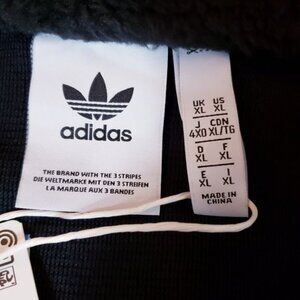 adidas
THE BRAND WITH THE 3 STRIPES
DIE WELTMARKE MIT DEN 3 STREIFEN
LA MARQUE AUX 3 BANDES
UK US
XL XL
J CDN
4XO XL/TG
D F
XL XL
E I
XL XL
MADE IN
CHINA